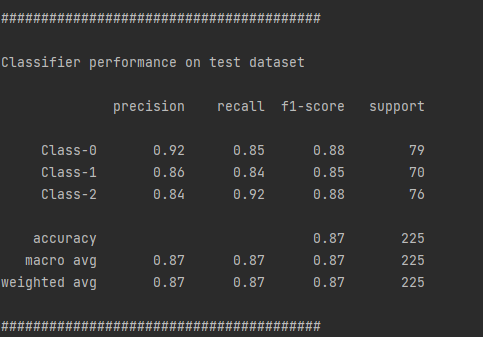 ########################################
Classifier performance on test dataset
precision recall f1-score support
Class-0 0.92 0.85 0.88 79
Class-1 0.86 0.84 0.85 70
Class-2 0.84 0.92 0.88 76
accuracy 0.87 225
macro avg 0.87 0.87 0.87 225
weighted avg 0.87 0.87 0.87 225
########################################